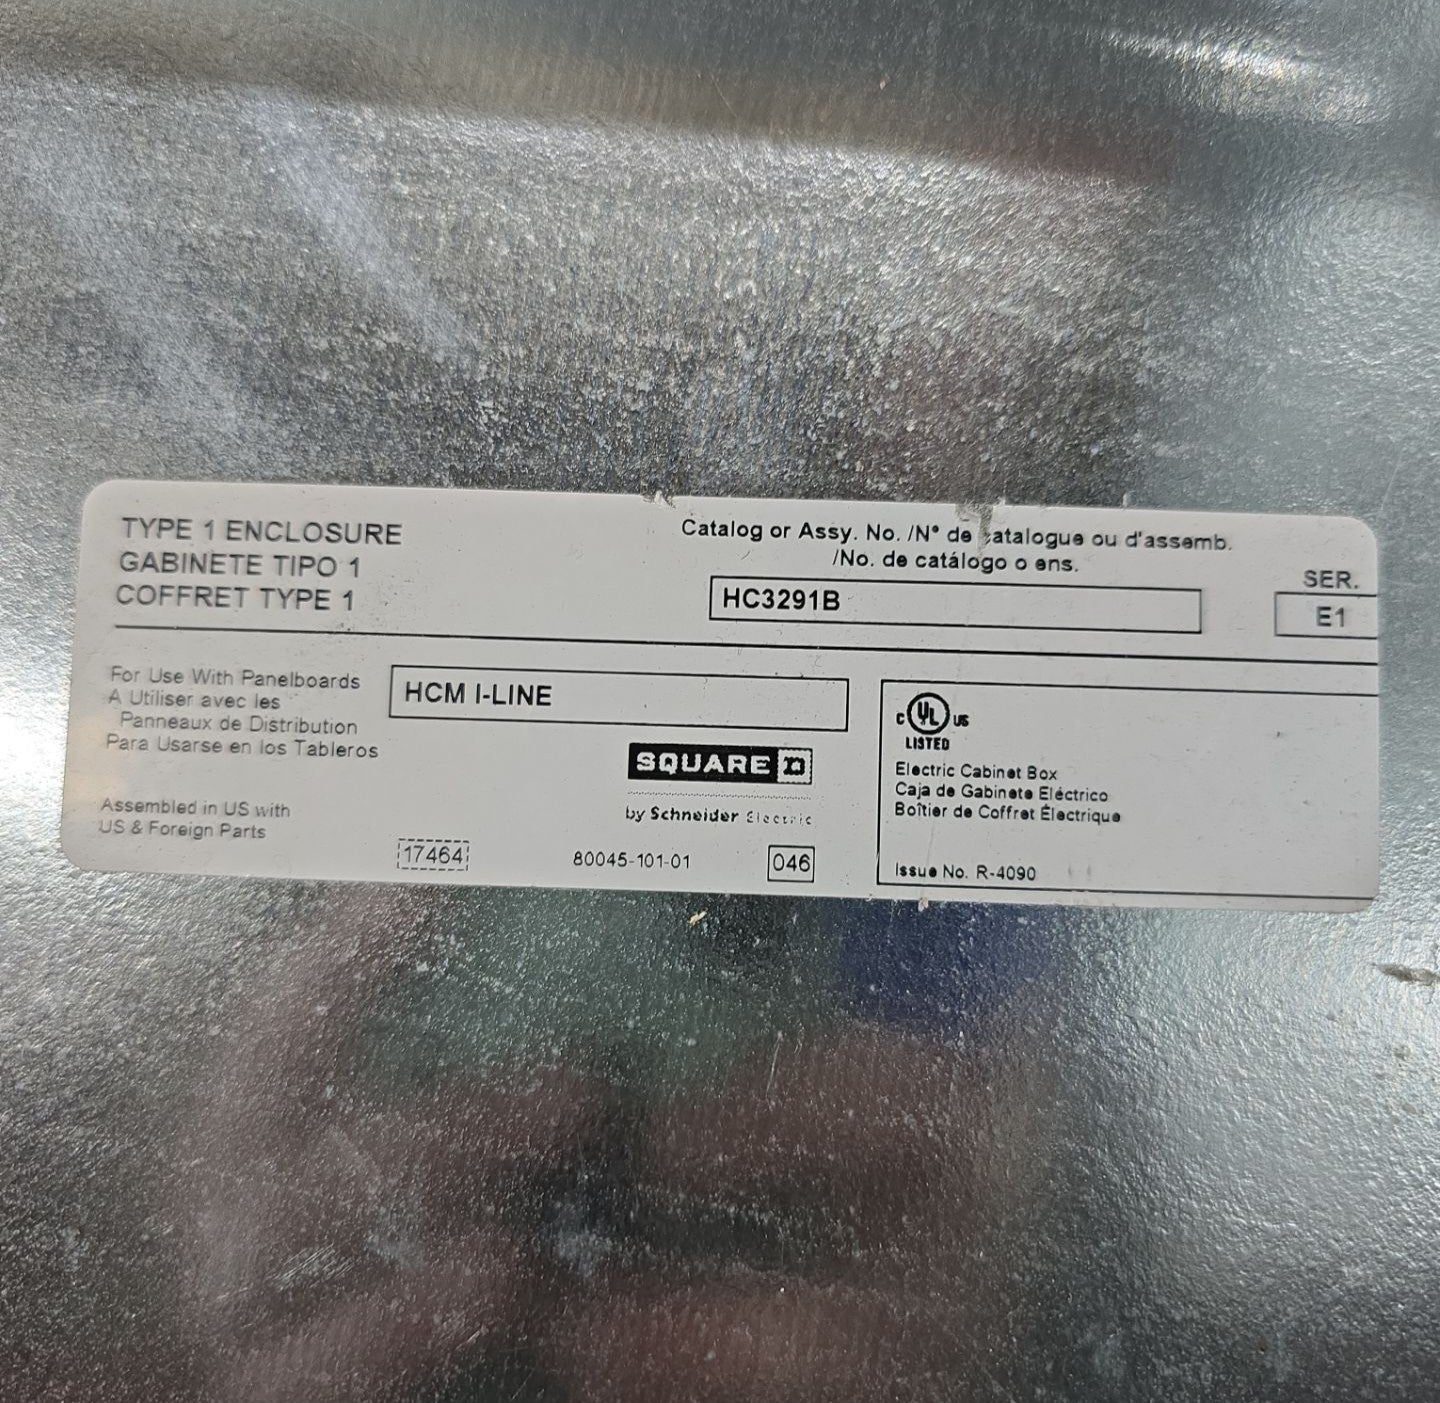 TYPE 1 ENCLOSURE
GABINETE TIPO 1
COFFRET TYPE 1
Catalog or Assy. No. /N° de catalogue ou d'assemb.
/No. de catálogo o ens.
HC3291B
SER.
E1
For Use With Panelboards
A Utiliser avec les
Panneaux de Distribution
Para Usarse en los Tableros
HCM I-LINE
SQUARE D
by Schneider Electric
Assembled in US with
US & Foreign Parts
17464
80045-101-01
046
C UL US
LISTED
Electric Cabinet Box
Caja de Gabinete Eléctrico
Boîtier de Coffret Électrique
Issue No. R-4090